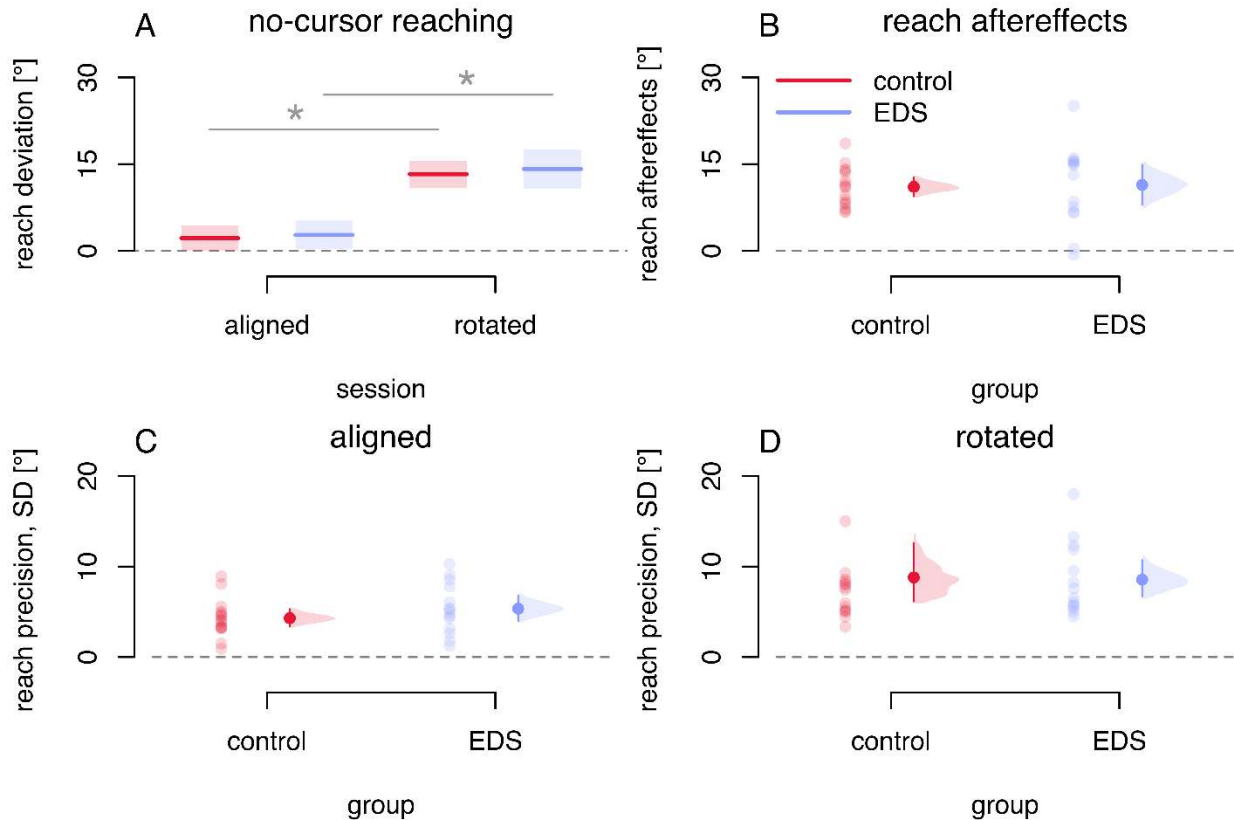 A no-cursor reaching
reach deviation [°]
30
15
0
*
*
aligned
rotated
session
B reach aftereffects
reach aftereffects [°]
30
15
0
control
EDS
control
EDS
group
C aligned
reach precision, SD [°]
20
10
0
control
EDS
group
D rotated
reach precision, SD [°]
20
10
0
control
EDS
group